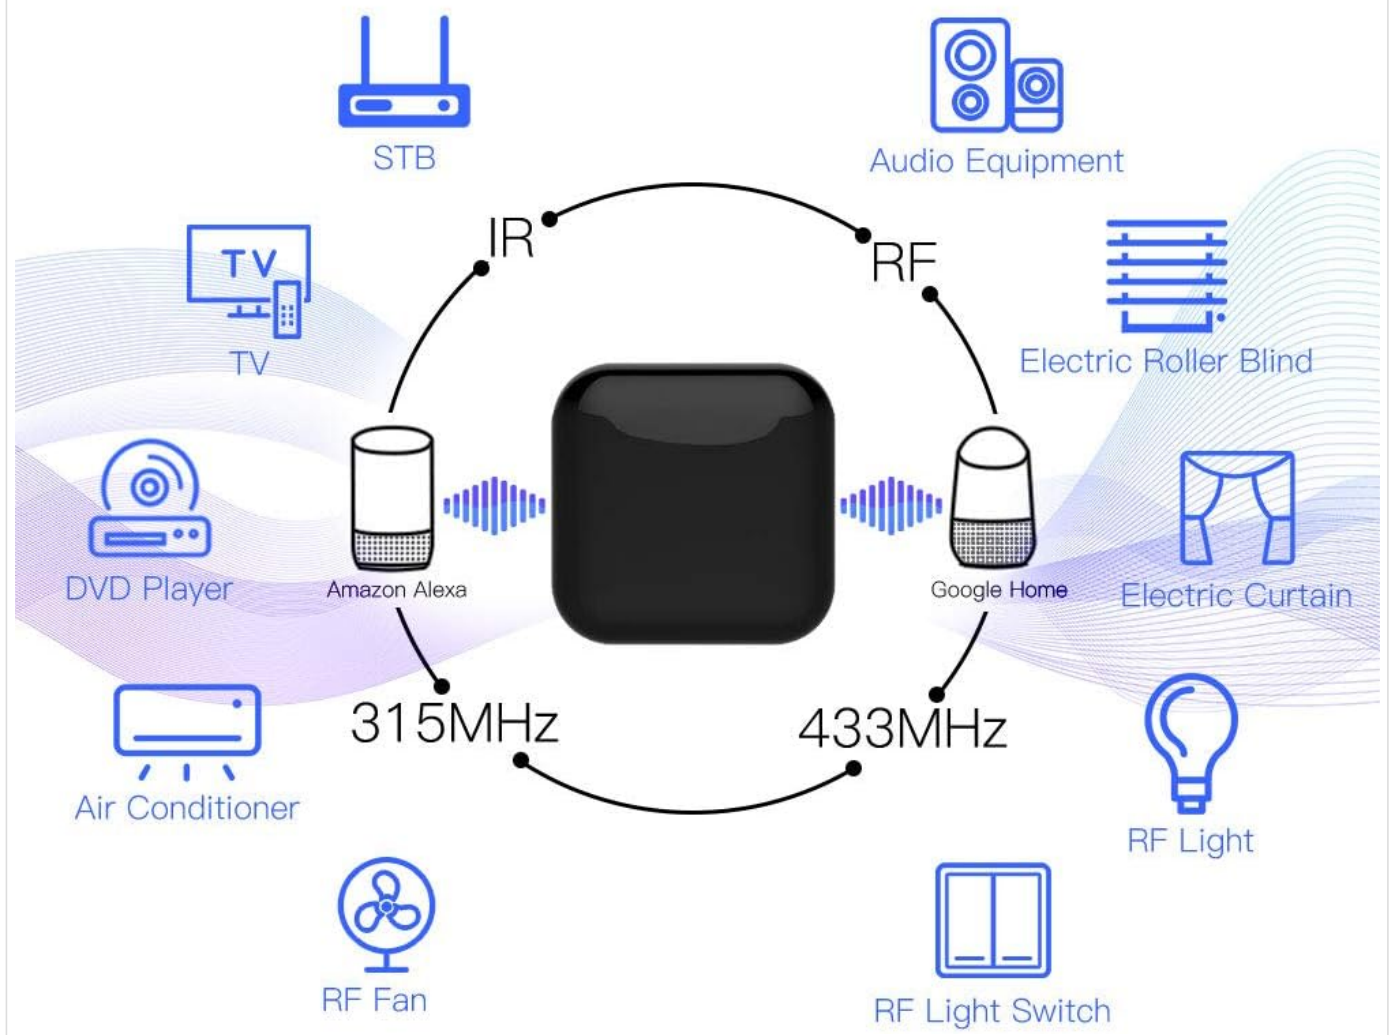 STB
Audio Equipment
IR
RF
TV
TV
Electric Roller Blind
DVD Player
Amazon Alexa
Google Home
Electric Curtain
315MHz
433MHz
Air Conditioner
RF Light
RF Fan
RF Light Switch